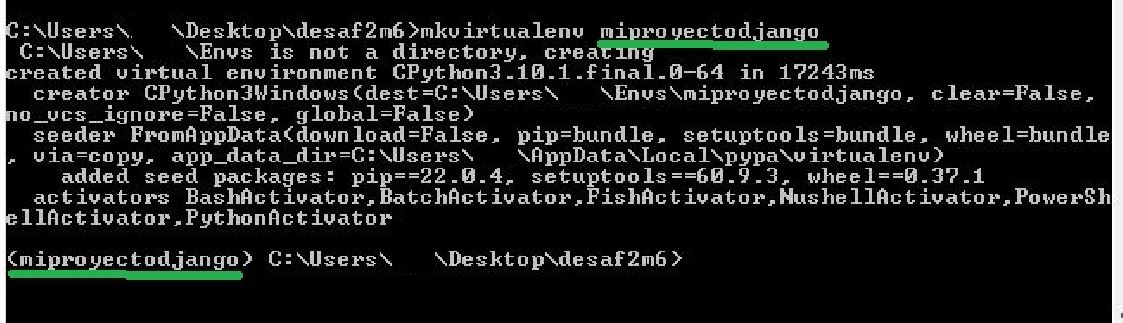 C:\Users\ \Desktop\desaf2m6>mkvirtualenv miproyectodjango
C:\Users\ \Envs is not a directory, creating
created virtual environment CPython3.10.1.final.0-64 in 17243ms
creator CPython3Windows(dest=C:\Users\ \Envs\miproyectodjango, clear=False,
no_vcs_ignore=False, global=False)
seeder FromAppData(download=False, pip=bundle, setuptools=bundle, wheel=bundle
, via=copy, app_data_dir=C:\Users\ \AppData\Local\pypa\virtualenv)
added seed packages: pip==22.0.4, setuptools==60.9.3, wheel==0.37.1
activators BashActivator,BatchActivator,FishActivator,NushellActivator,PowerSh
ellActivator,PythonActivator
(miproyectodjango) C:\Users\ \Desktop\desaf2m6>